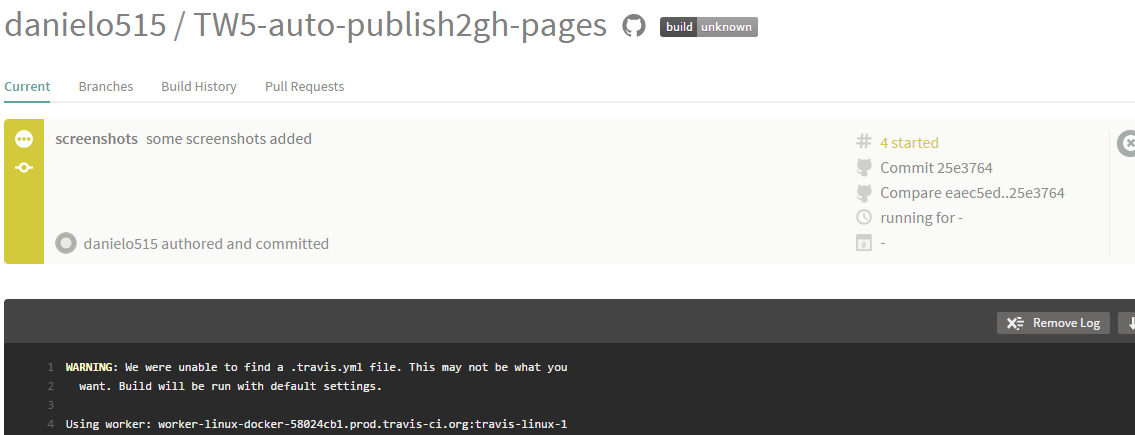 danielo515 / TW5-auto-publish2gh-pages build unknown
Current Branches Build History Pull Requests
screenshots some screenshots added
4 started
Commit 25e3764
Compare eaec5ed..25e3764
running for -
2 -
danielo515 authored and committed
Remove Log
1 WARNING: We were unable to find a .travis.yml file. This may not be what you
2 want. Build will be run with default settings.
3
4 Using worker: worker-linux-docker-58024cb1.prod.travis-ci.org:travis-linux-1